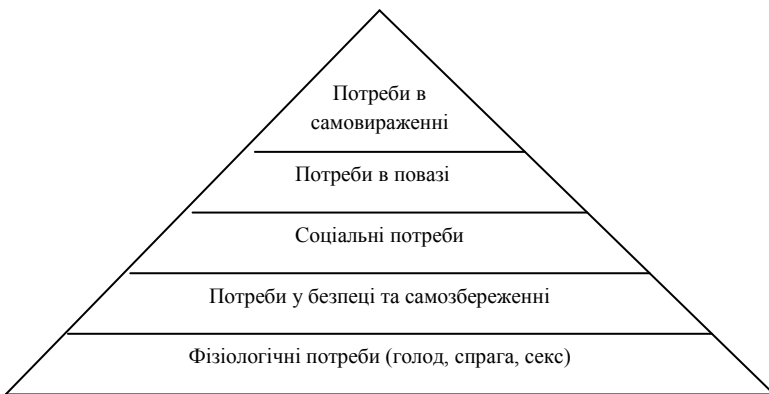 Потреби в
самовираженні
Потреби в повазі
Соціальні потреби
Потреби у безпеці та самозбереженні
Фізіологічні потреби (голод, спрага, секс)